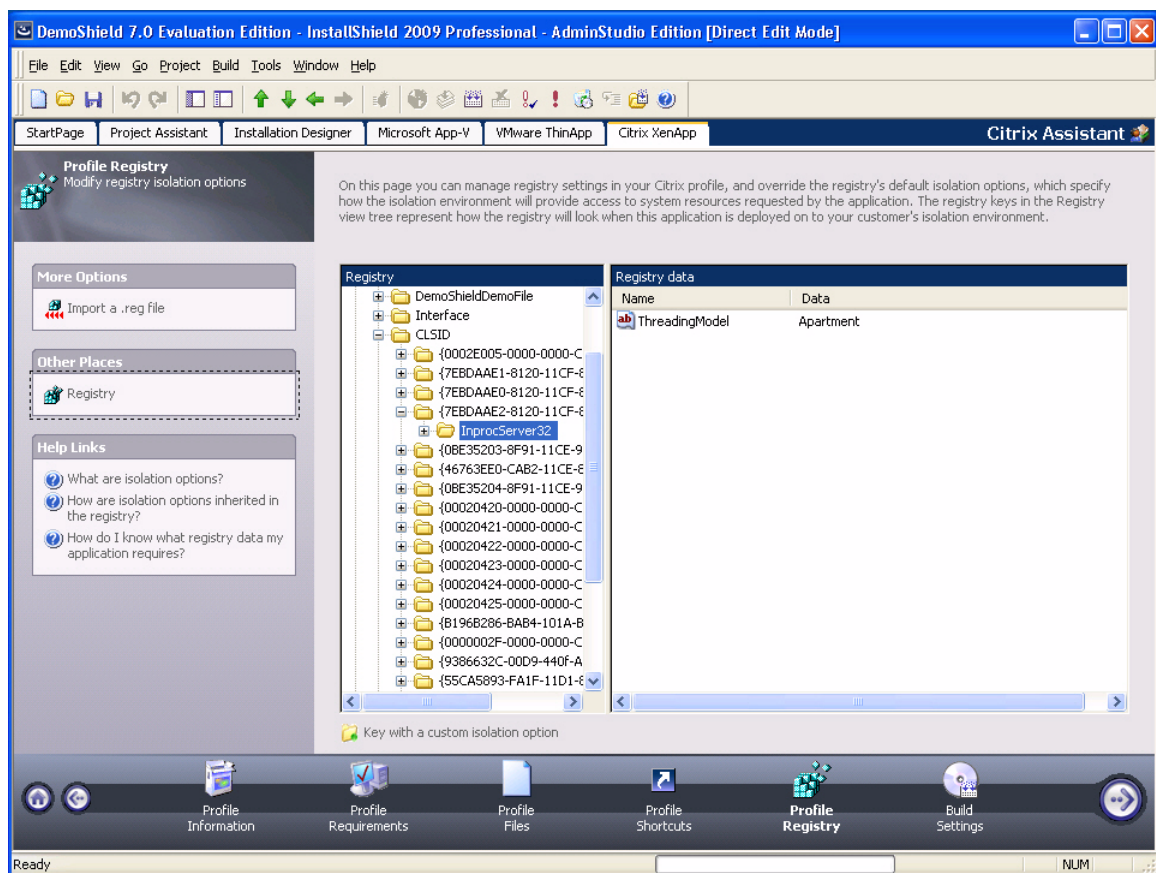 DemoShield 7.0 Evaluation Edition - InstallShield 2009 Professional - AdminStudio Edition [Direct Edit Mode]
File Edit View Go Project Build Tools Window Help
StartPage Project Assistant Installation Designer Microsoft App-V VMware ThinApp Citrix XenApp Citrix Assistant
Profile Registry
Modify registry isolation options
On this page you can manage registry settings in your Citrix profile, and override the registry's default isolation options, which specify
how the isolation environment will provide access to system resources requested by the application. The registry keys in the Registry
view tree represent how the registry will look when this application is deployed on to your customer's isolation environment.
More Options
Import a .reg file
Other Places
Registry
Help Links
What are isolation options?
How are isolation options inherited in
the registry?
How do I know what registry data my
application requires?
Registry
DemoShieldDemoFile
Interface
CLSID
{0002E005-0000-0000-C
{7EBDAAE1-8120-11CF-8
{7EBDAAE0-8120-11CF-8
{7EBDAAE2-8120-11CF-8
InprocServer32
{0BE35203-8F91-11CE-9
{46763EE0-CAB2-11CE-8
{0BE35204-8F91-11CE-9
{00020420-0000-0000-C
{00020421-0000-0000-C
{00020422-0000-0000-C
{00020423-0000-0000-C
{00020424-0000-0000-C
{00020425-0000-0000-C
{B196B286-BAB4-101A-B
{0000002F-0000-0000-C
{9386632C-00D9-440f-A
{55CA5893-FA1F-11D1-8
Registry data
Name Data
ThreadingModel Apartment
Key with a custom isolation option
Profile
Information
Profile
Requirements
Profile
Files
Profile
Shortcuts
Profile
Registry
Build
Settings
Ready NUM